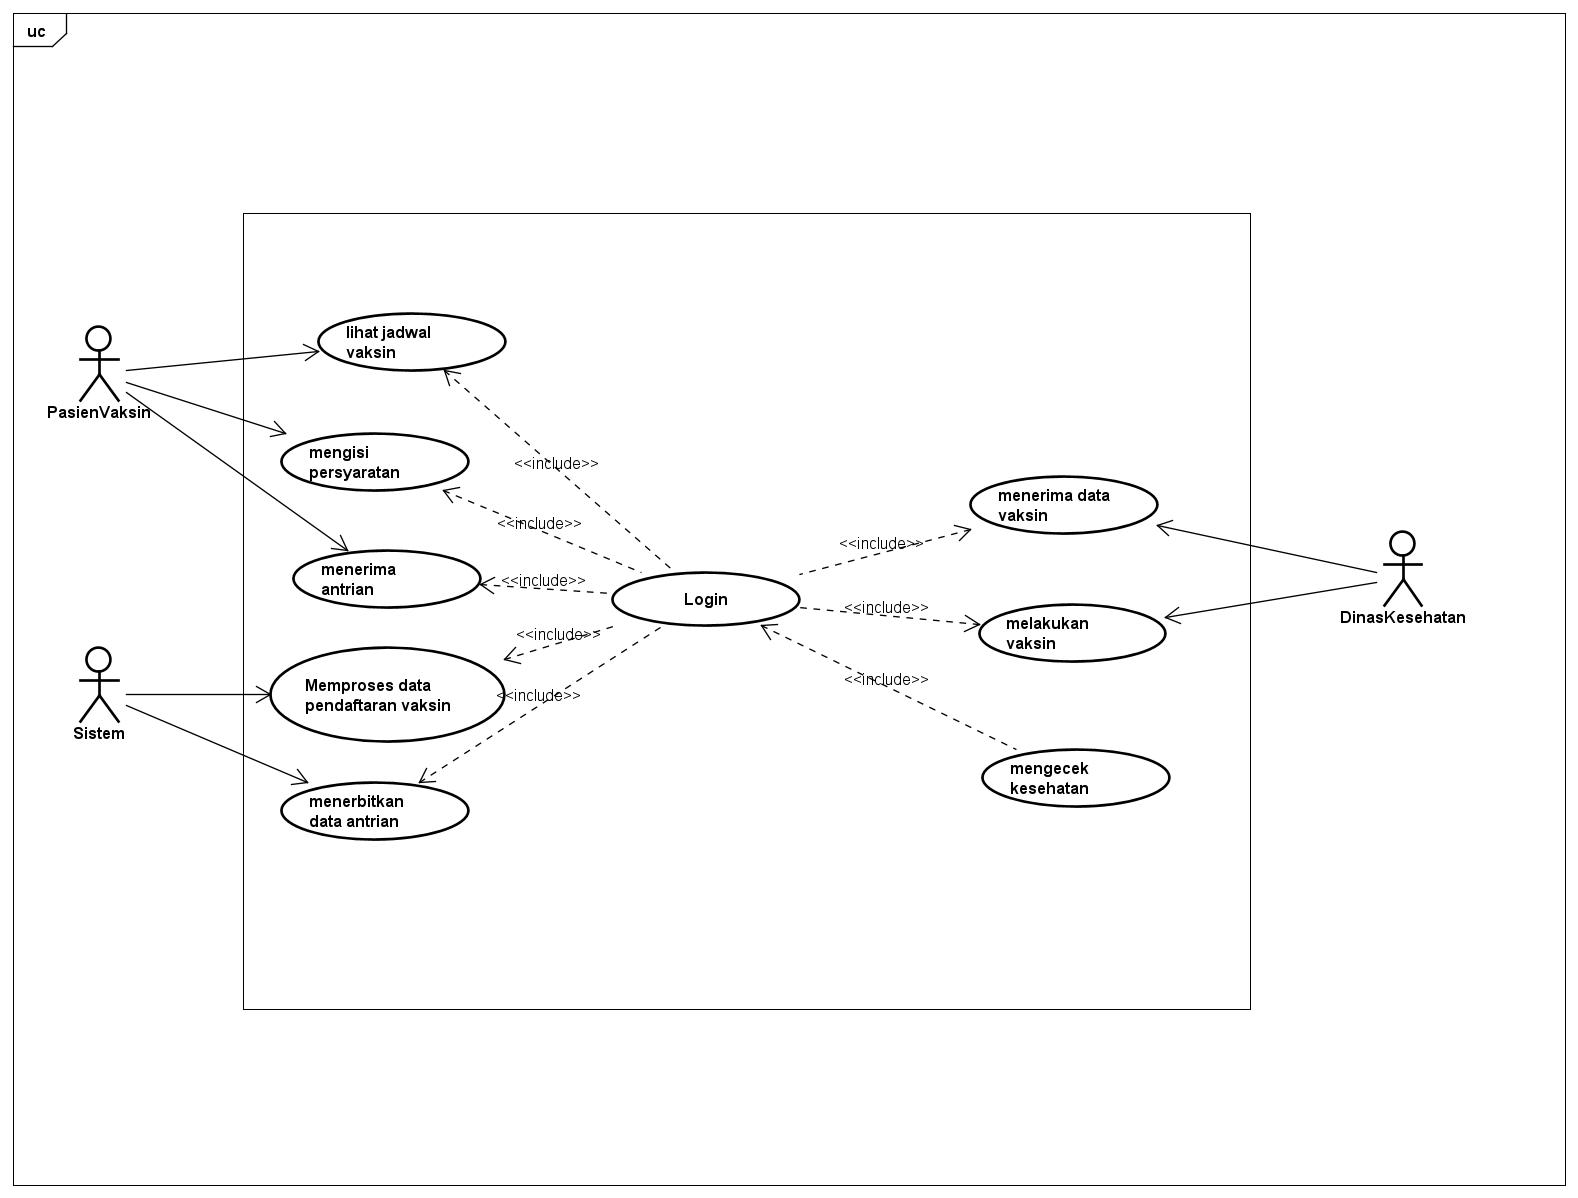 uc
lihat jadwal
vaksin
PasienVaksin
mengisi
persyaratan
<<include>>
<<include>>
menerima
antrian
<<include>>
Login
<<include>>
Memproses data
pendaftaran vaksin
<<include>>
Sistem
menerbitkan
data antrian
menerima data
vaksin
<<include>>
<<include>>
melakukan
vaksin
DinasKesehatan
<<include>>
mengecek
kesehatan